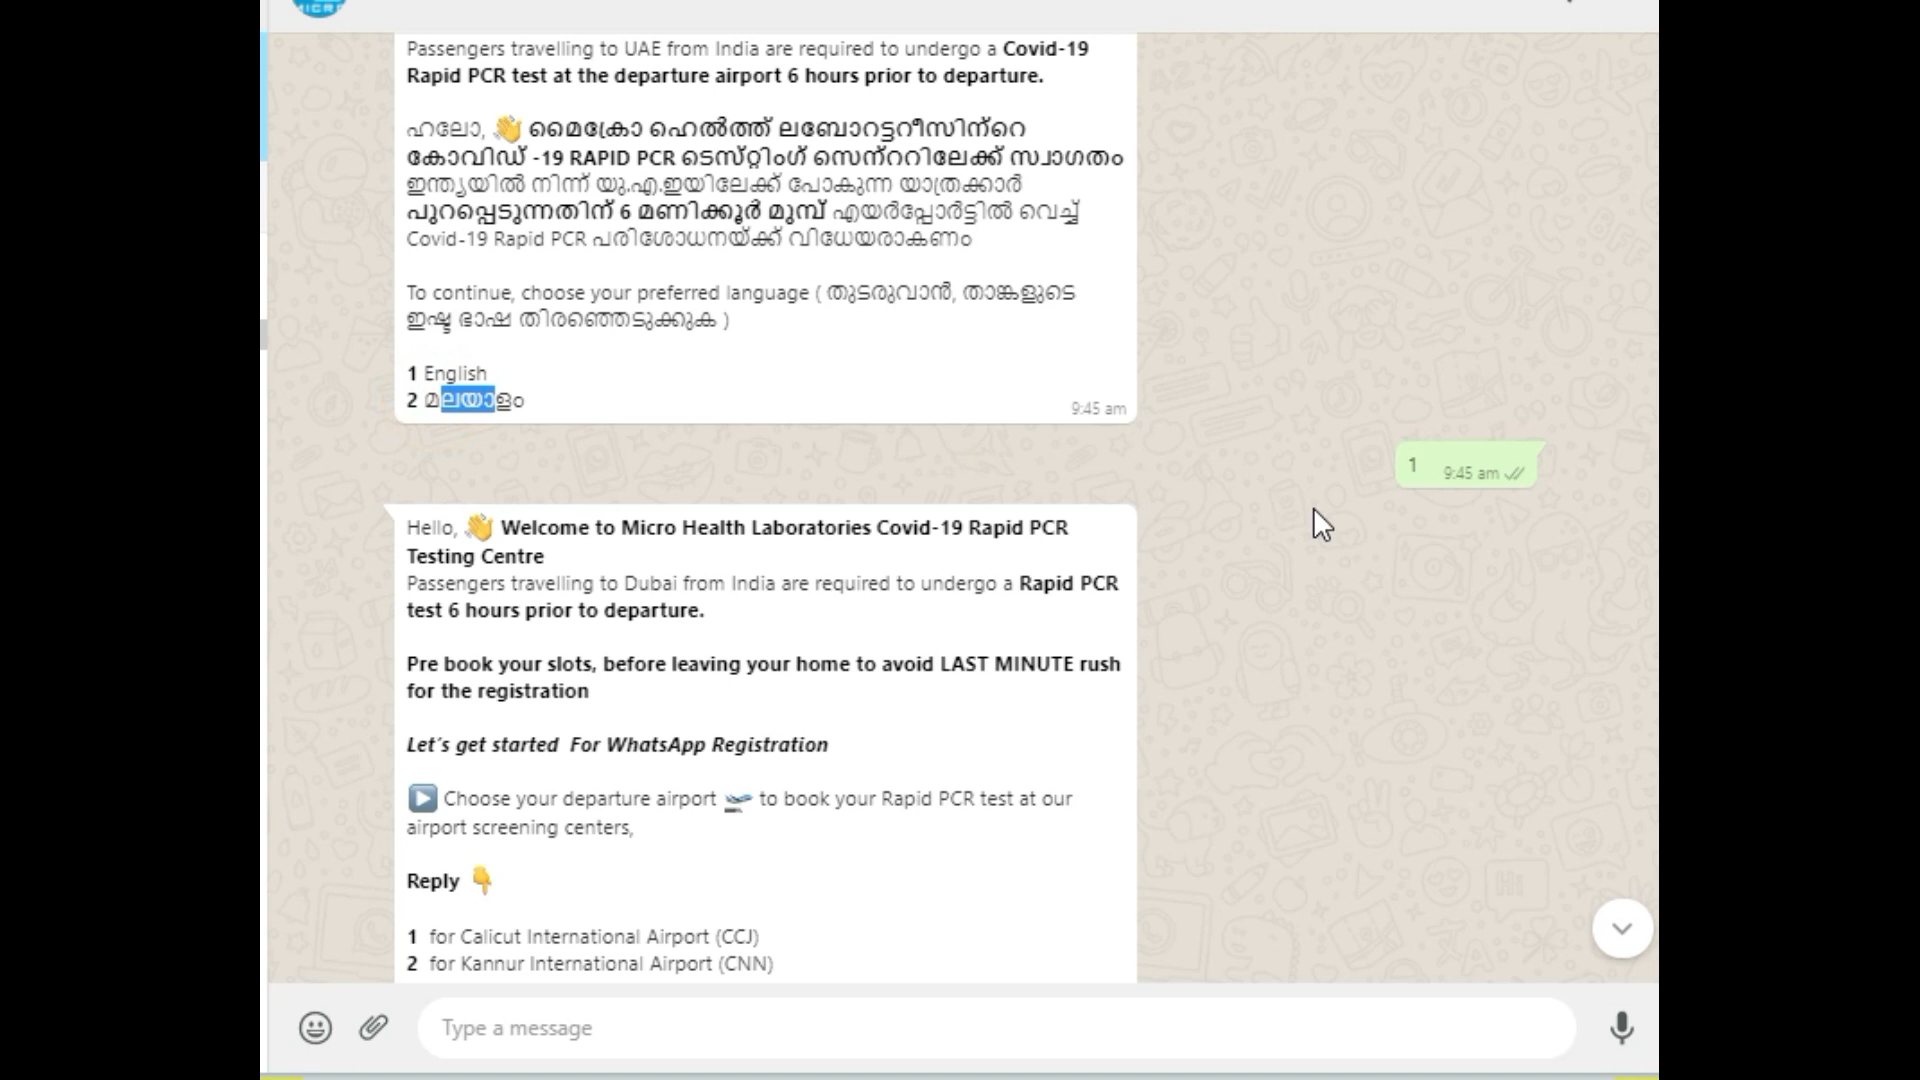 MICRO
Passengers travelling to UAE from India are required to undergo a Covid-19
Rapid PCR test at the departure airport 6 hours prior to departure.
ഹലോ, 👋 മൈക്രോ ഹെൽത്ത് ലബോറട്ടറീസിന്റെ
കോവിഡ് -19 RAPID PCR ടെസ്റ്റിംഗ് സെന്ററിലേക്ക് സ്വാഗതം
ഇന്ത്യയിൽ നിന്ന് യു.എ.ഇയിലേക്ക് പോകുന്ന യാത്രക്കാർ
പുറപ്പെടുന്നതിന് 6 മണിക്കൂർ മുമ്പ് എയർപ്പോർട്ടിൽ വെച്ച്
Covid-19 Rapid PCR പരിശോധനയ്ക്ക് വിധേയരാകണം
To continue, choose your preferred language ( തുടരുവാൻ, താങ്കളുടെ
ഇഷ്ട ഭാഷ തിരഞ്ഞെടുക്കുക )
1 English
2 മലയാളം
9:45 am
1 9:45 am
Hello, 👋 Welcome to Micro Health Laboratories Covid-19 Rapid PCR
Testing Centre
Passengers travelling to Dubai from India are required to undergo a Rapid PCR
test 6 hours prior to departure.
Pre book your slots, before leaving your home to avoid LAST MINUTE rush
for the registration
Let's get started  For WhatsApp Registration
▶️ Choose your departure airport 🛫 to book your Rapid PCR test at our
airport screening centers,
Reply 👇
1  for Calicut International Airport (CCJ)
2  for Kannur International Airport (CNN)
Type a message